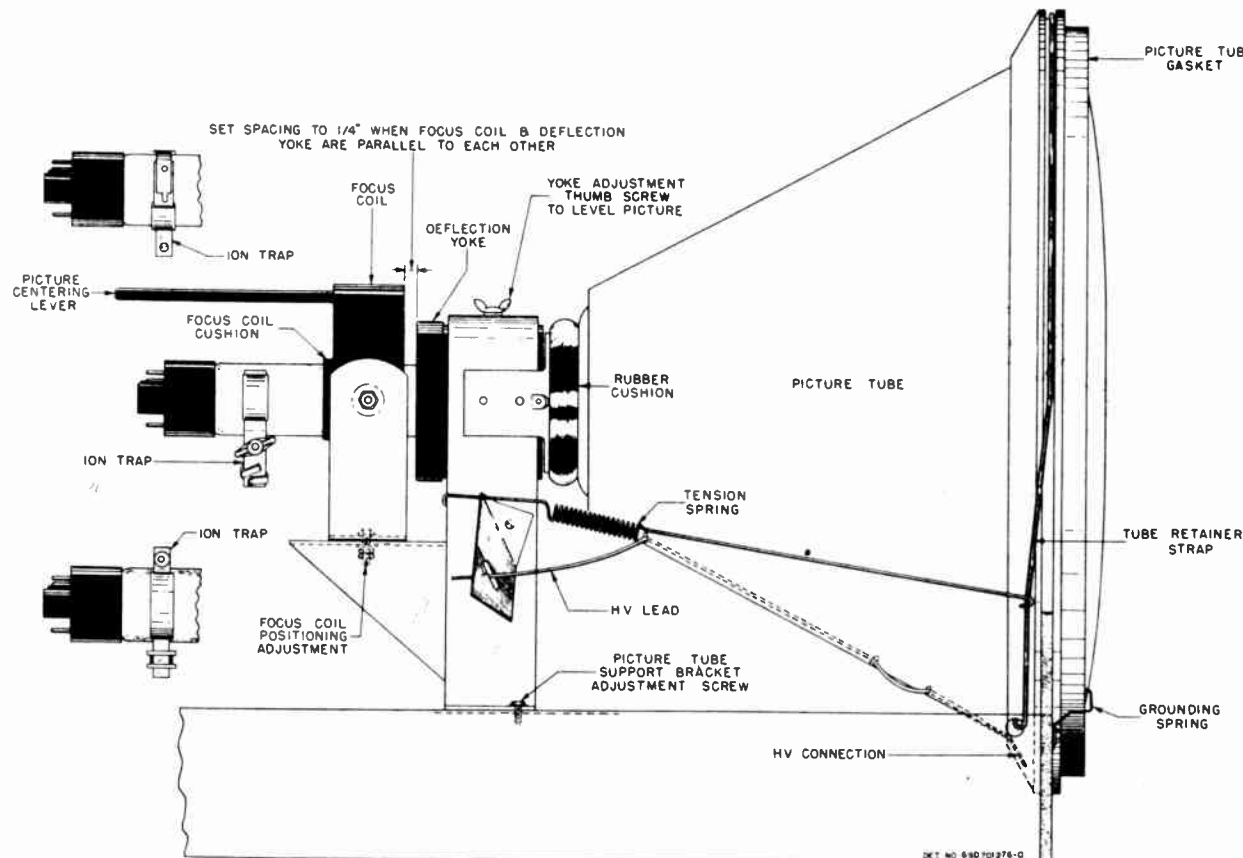 PICTURE TUBE
GASKET
SET SPACING TO 1/4" WHEN FOCUS COIL & DEFLECTION
YOKE ARE PARALLEL TO EACH OTHER
FOCUS
COIL
YOKE ADJUSTMENT
THUMB SCREW
TO LEVEL PICTURE
DEFLECTION
YOKE
ION TRAP
PICTURE
CENTERING
LEVER
FOCUS COIL
CUSHION
RUBBER
CUSHION
PICTURE TUBE
ION TRAP
TENSION
SPRING
ION TRAP
TUBE RETAINER
STRAP
HV LEAD
FOCUS COIL
POSITIONING
ADJUSTMENT
PICTURE TUBE
SUPPORT BRACKET
ADJUSTMENT SCREW
GROUNDING
SPRING
HV CONNECTION